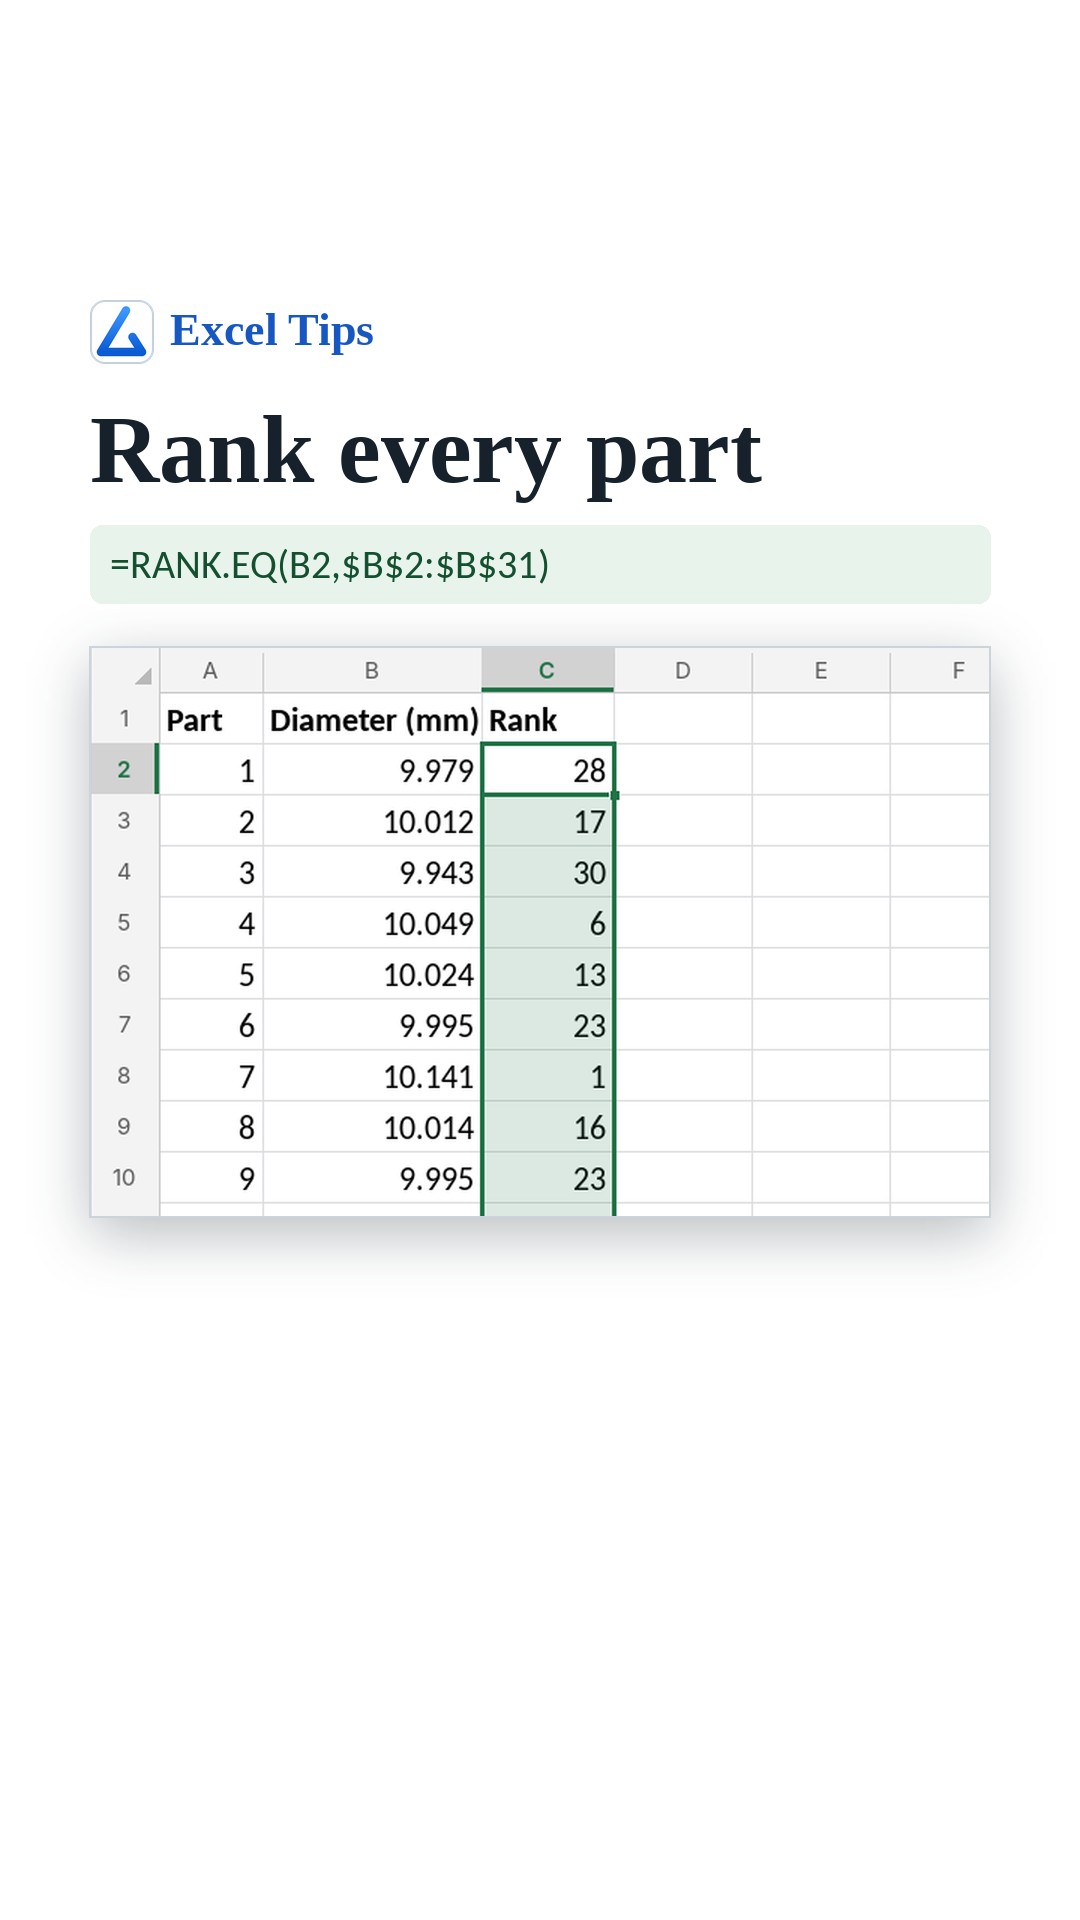 Excel Tips
Rank every part
=RANK.EQ(B2,$B$2:$B$31)
A B C D E F
1 Part Diameter (mm) Rank
2 1 9.979 28
3 2 10.012 17
4 3 9.943 30
5 4 10.049 6
6 5 10.024 13
7 6 9.995 23
8 7 10.141 1
9 8 10.014 16
10 9 9.995 23